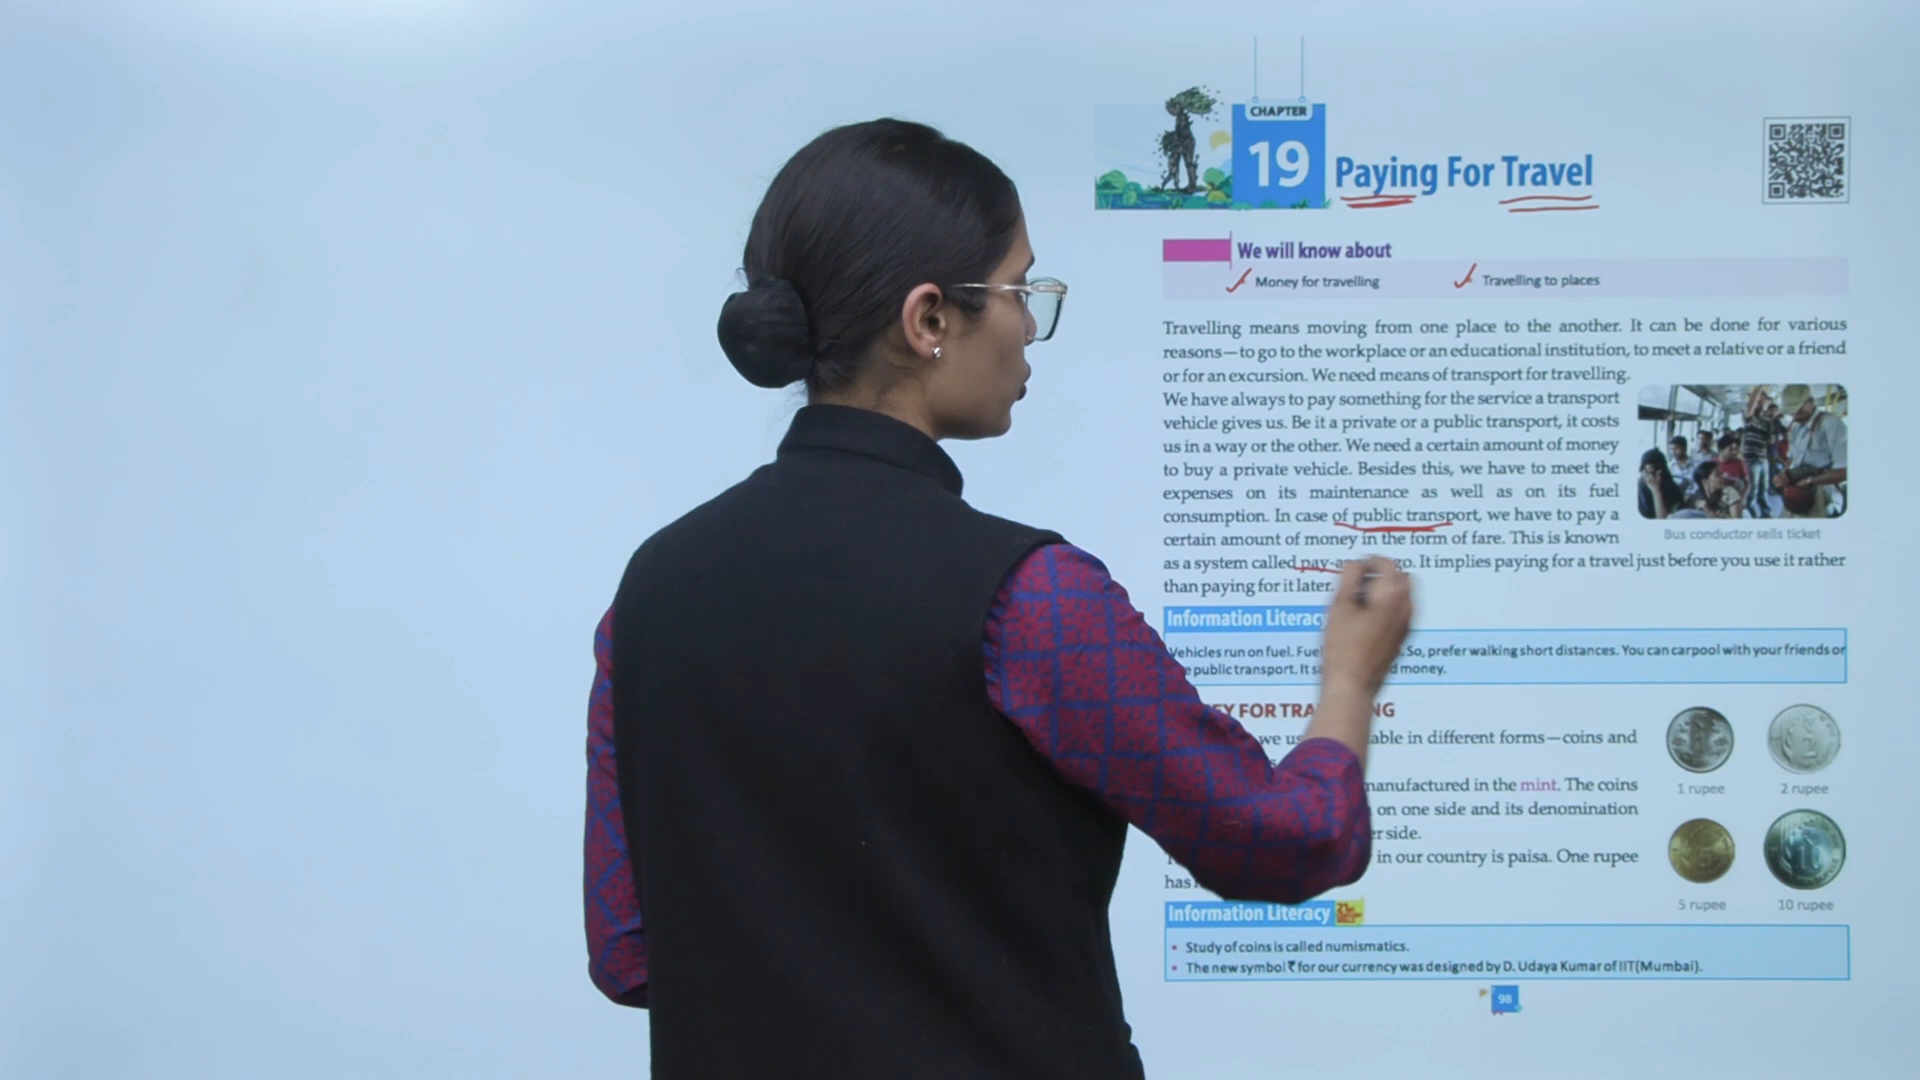 CHAPTER
19
Paying For Travel
We will know about
Money for travelling
Travelling to places
Travelling means moving from one place to the another. It can be done for various
reasons—to go to the workplace or an educational institution, to meet a relative or a friend
or for an excursion. We need means of transport for travelling.
We have always to pay something for the service a transport
vehicle gives us. Be it a private or a public transport, it costs
us in a way or the other. We need a certain amount of money
to buy a private vehicle. Besides this, we have to meet the
expenses on its maintenance as well as on its fuel
consumption. In case of public transport, we have to pay a
certain amount of money in the form of fare. This is known
as a system called go. It implies paying for a travel just before you use it rather
than paying for it later.
Bus conductor sells ticket
Information Literacy
Vehicles run on fuel. So, prefer walking short distances. You can carpool with your friends or
public transport. It money.
FOR
we able in different forms—coins and
manufactured in the mint. The coins
on one side and its denomination
side.
in our country is paisa. One rupee
has
1 rupee
2 rupee
5 rupee
10 rupee
Information Literacy
• Study of coins is called numismatics.
• The new symbol ₹ for our currency was designed by D. Udaya Kumar of IIT(Mumbai).
98